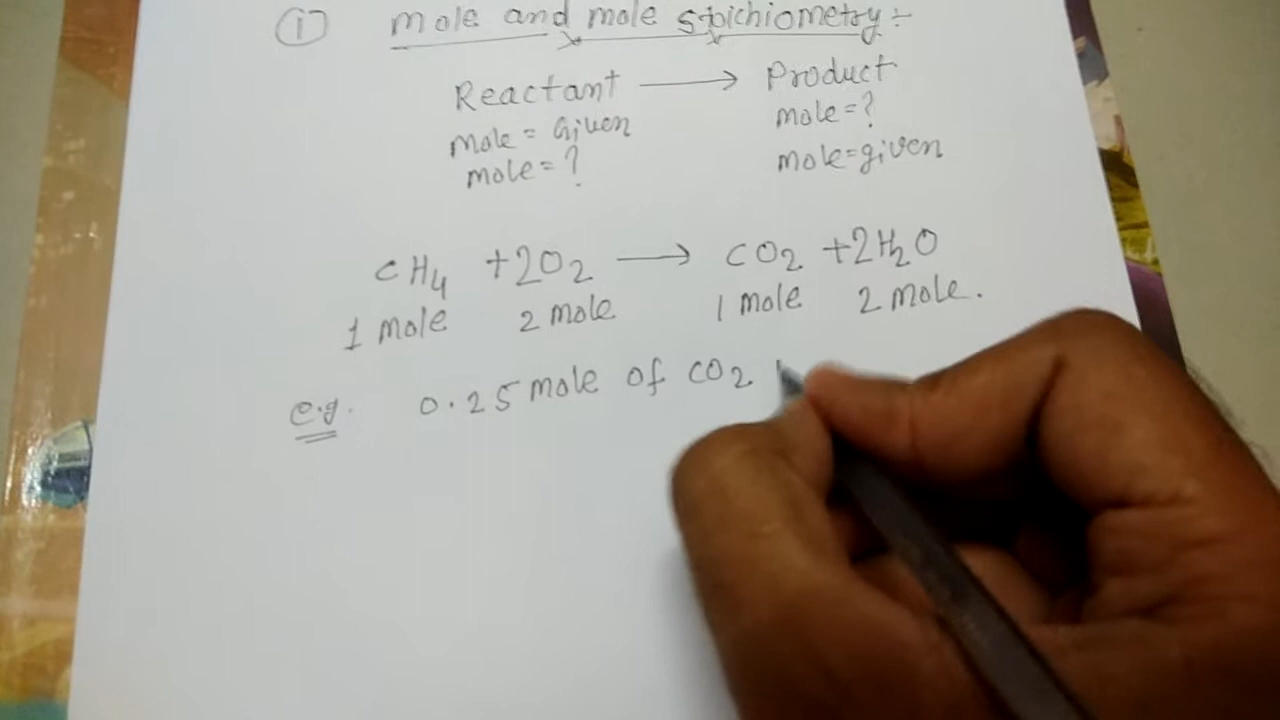 i mole and mole stoichiometry :-
Reactant → Product
mole = Given mole = ?
mole = ? mole = given
CH4 + 2O2 → CO2 + 2H2O
1 mole 2 mole 1 mole 2 mole.
e.g. 0.25 mole of CO2